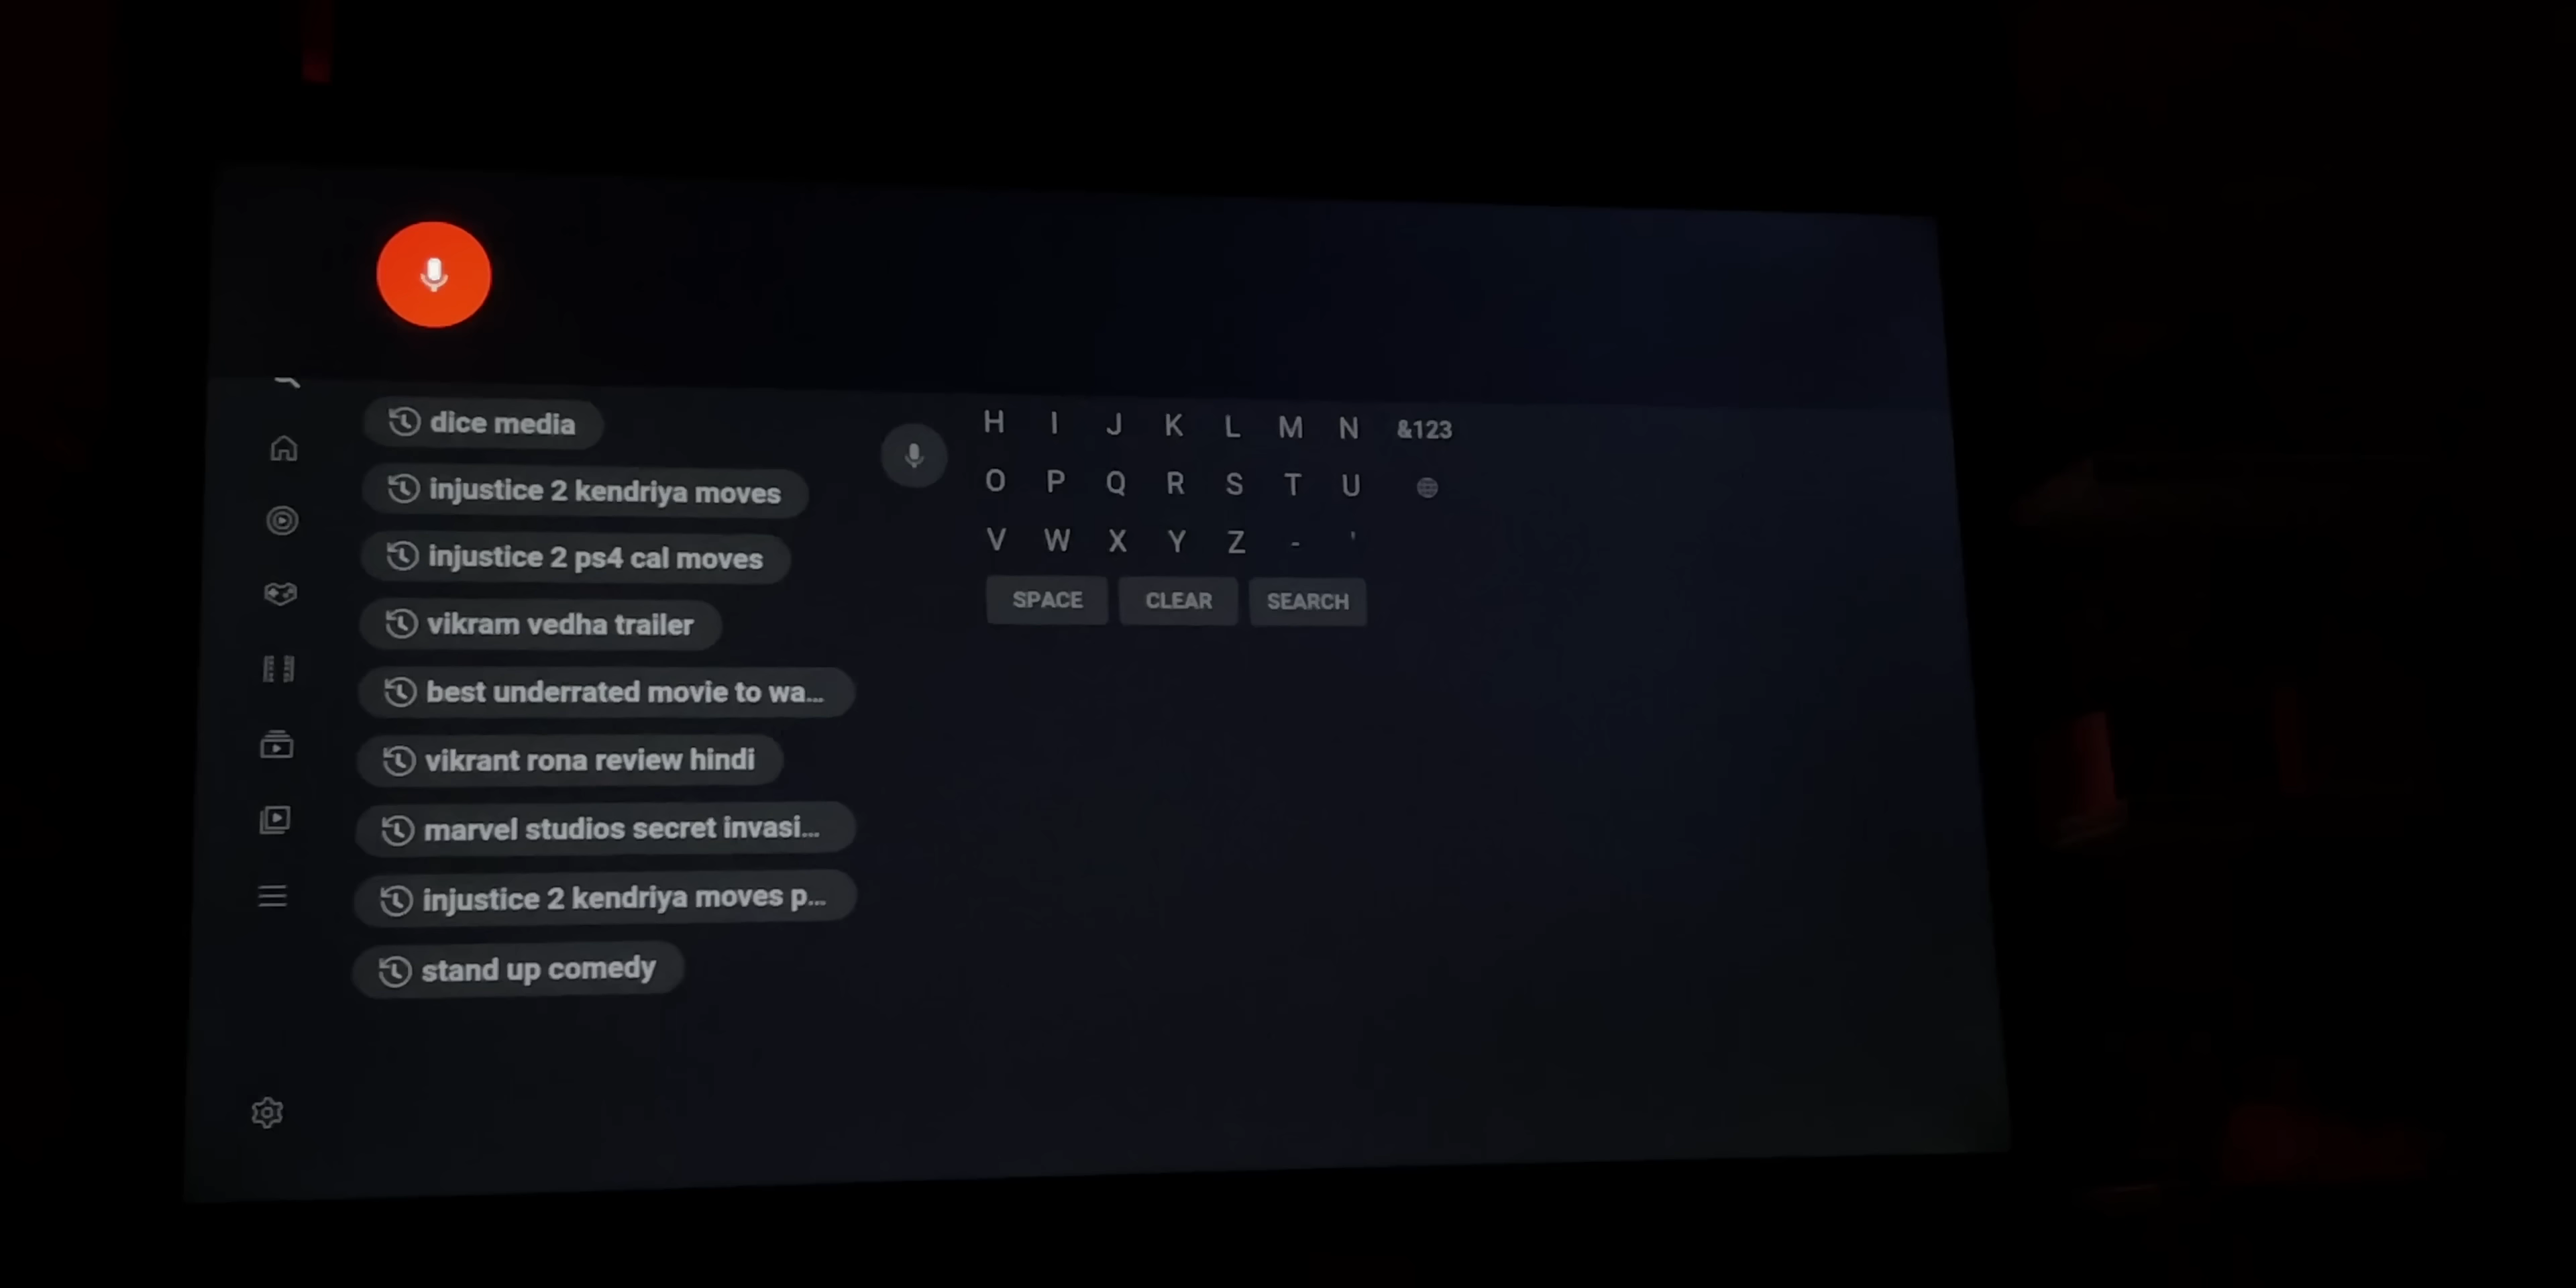 dice media
injustice 2 kendriya moves
injustice 2 ps4 cal moves
vikram vedha trailer
best underrated movie to wa...
vikrant rona review hindi
marvel studios secret invasi...
injustice 2 kendriya moves p...
stand up comedy
H I J K L M N &123
O P Q R S T U
V W X Y Z - '
SPACE CLEAR SEARCH